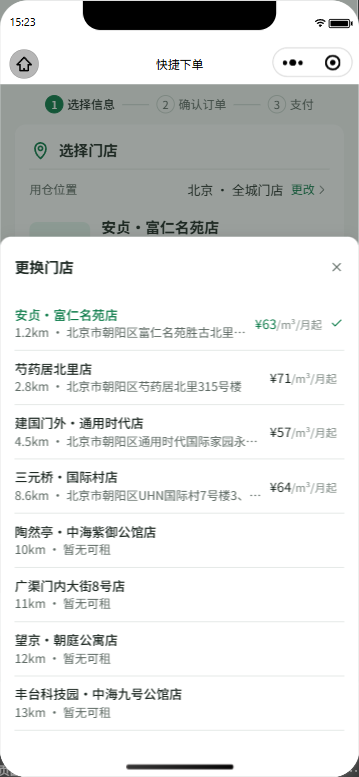 15:23
快捷下单
1 选择信息 2 确认订单 3 支付
选择门店
用仓位置 北京 · 全城门店 更改
安贞·富仁名苑店
更换门店
安贞·富仁名苑店
¥63/m³/月起
1.2km · 北京市朝阳区富仁名苑胜古北里…
芍药居北里店
¥71/m³/月起
2.8km · 北京市朝阳区芍药居北里315号楼
建国门外·通用时代店
¥57/m³/月起
4.5km · 北京市朝阳区通用时代国际家园永…
三元桥·国际村店
¥64/m³/月起
8.6km · 北京市朝阳区UHN国际村7号楼3、…
陶然亭·中海紫御公馆店
10km · 暂无可租
广渠门内大街8号店
11km · 暂无可租
望京·朝庭公寓店
12km · 暂无可租
丰台科技园·中海九号公馆店
13km · 暂无可租